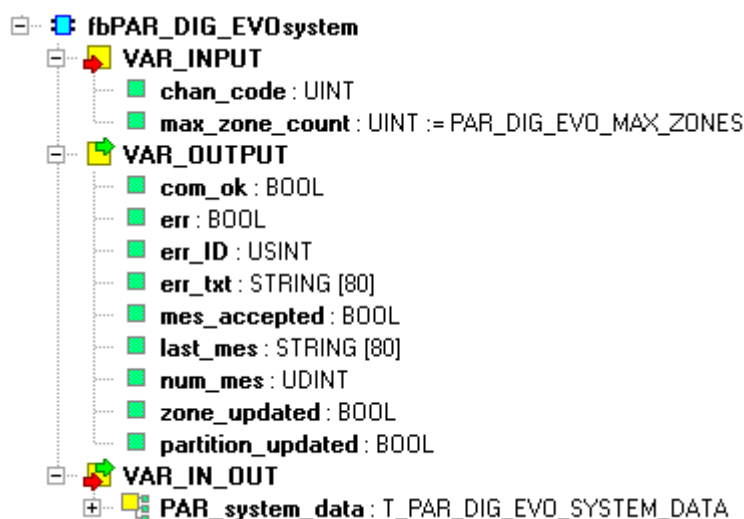 fbPAR_DIG_EVOsystem
VAR_INPUT
chan_code : UINT
max_zone_count : UINT := PAR_DIG_EVO_MAX_ZONES
VAR_OUTPUT
com_ok : BOOL
err : BOOL
err_ID : USINT
err_txt : STRING [80]
mes_accepted : BOOL
last_mes : STRING [80]
num_mes : UDINT
zone_updated : BOOL
partition_updated : BOOL
VAR_IN_OUT
PAR_system_data : T_PAR_DIG_EVO_SYSTEM_DATA